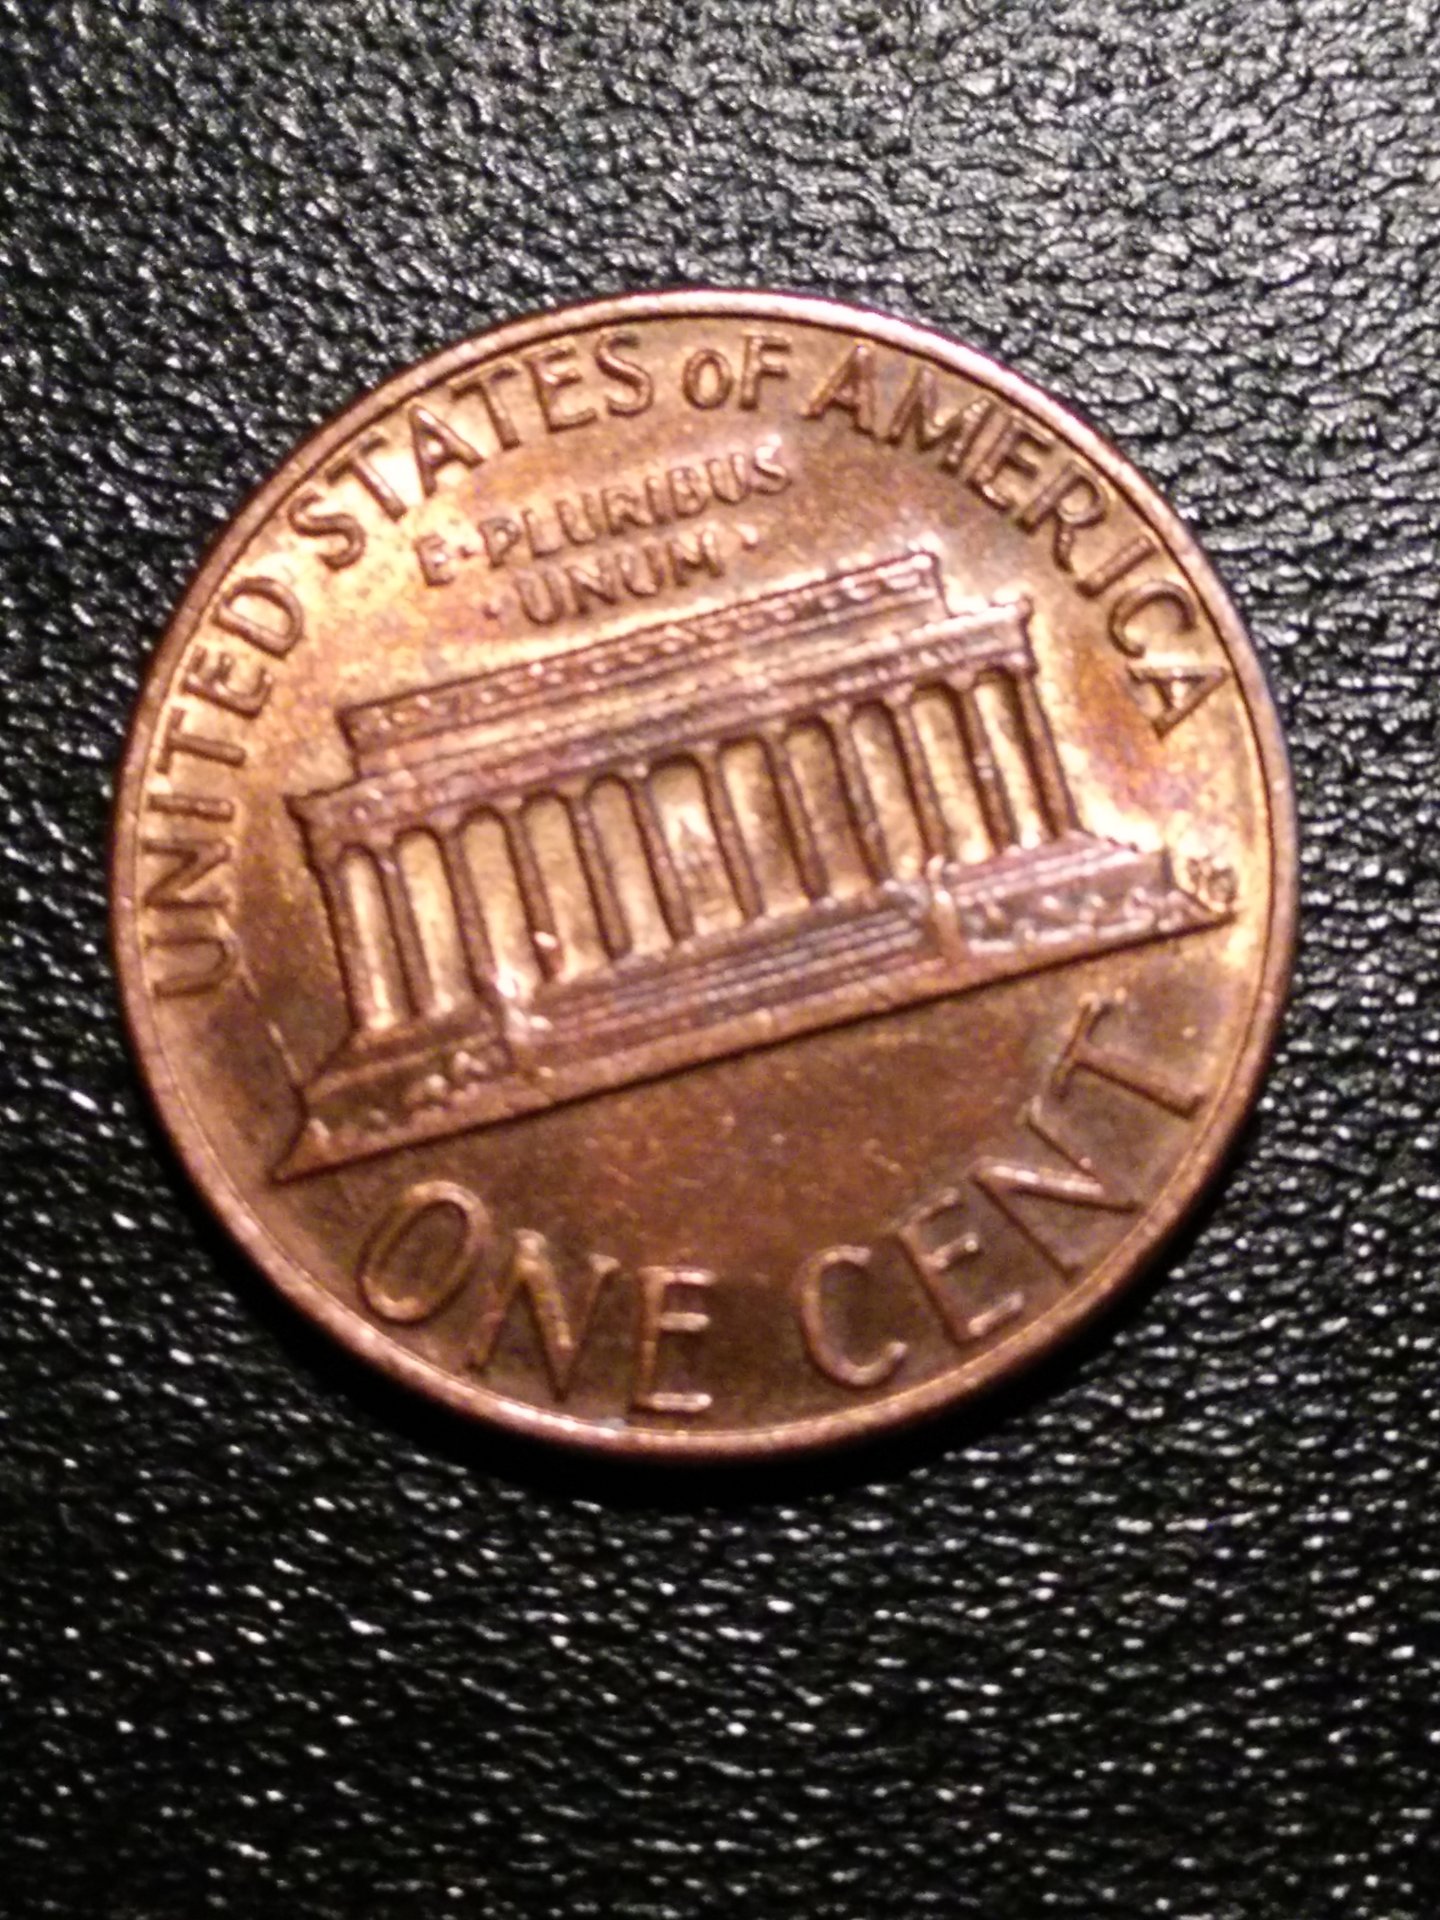 UNITED STATES OF AMERICA
E·PLURIBUS
·UNUM·
ONE CENT